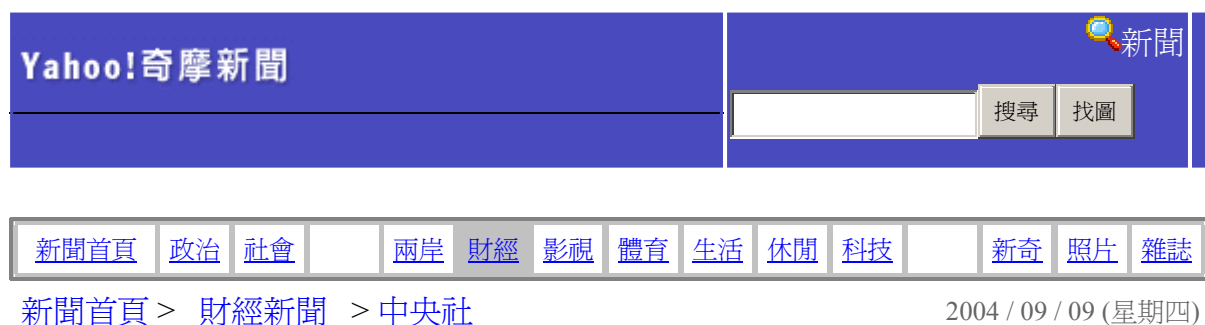 Yahoo!奇摩新聞
新聞
搜尋 找圖
新聞首頁 政治 社會 兩岸 財經 影視 體育 生活 休閒 科技 新奇 照片 雜誌
新聞首頁 > 財經新聞 > 中央社 2004 / 09 / 09 (星期四)